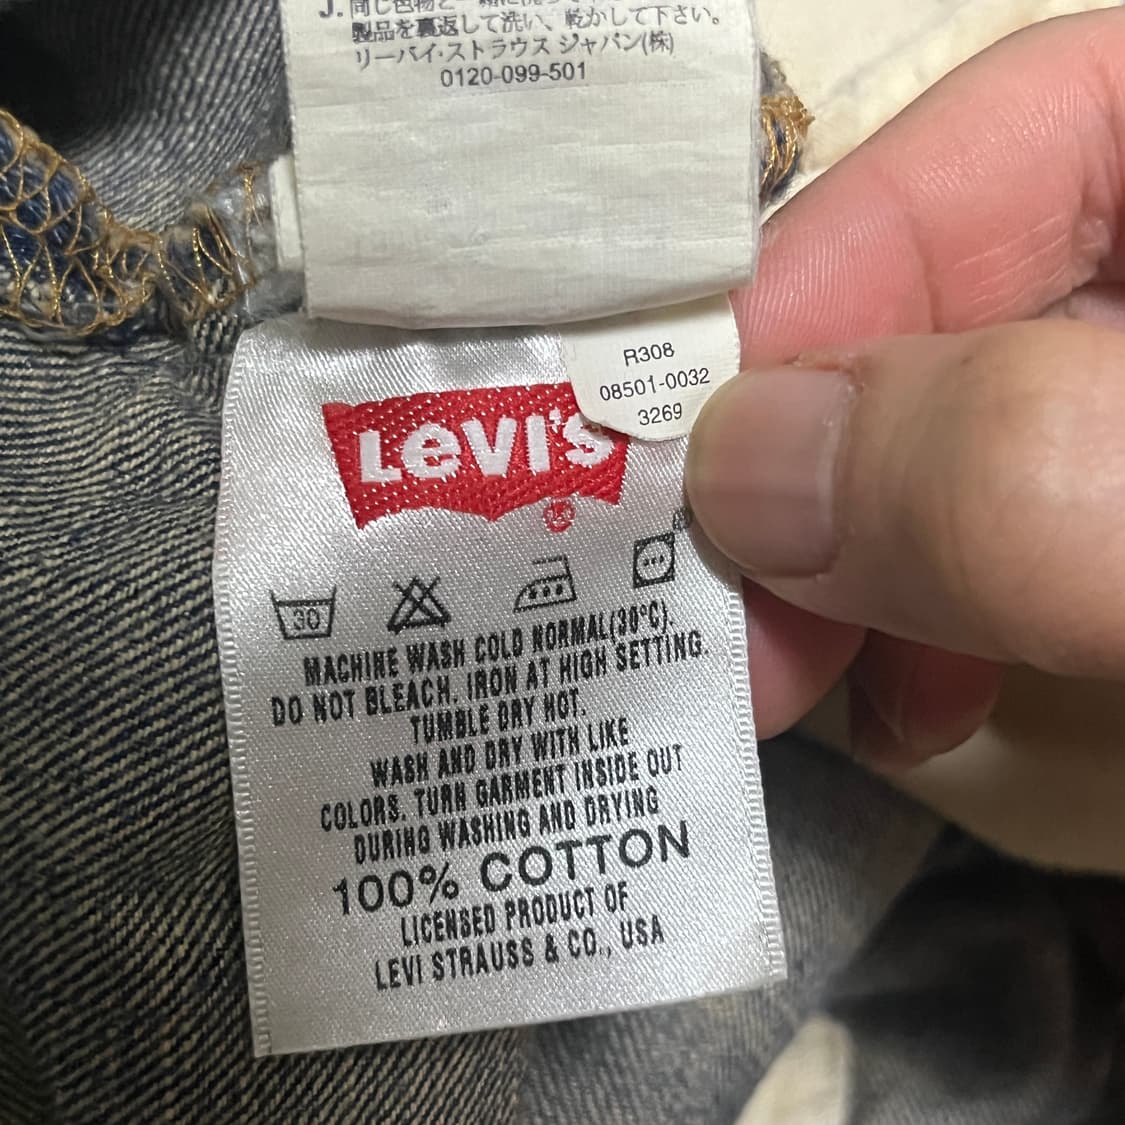 J. 同じ色物と一緒に洗って
製品を裏返して洗い、乾かして下さい。
リーバイ・ストラウス ジャパン(株)
0120-099-501
R308
08501-0032
3269
Levi's
30
MACHINE WASH COLD NORMAL(30°C).
DO NOT BLEACH. IRON AT HIGH SETTING.
TUMBLE DRY HOT.
WASH AND DRY WITH LIKE
COLORS. TURN GARMENT INSIDE OUT
DURING WASHING AND DRYING
100% COTTON
LICENSED PRODUCT OF
LEVI STRAUSS & CO., USA